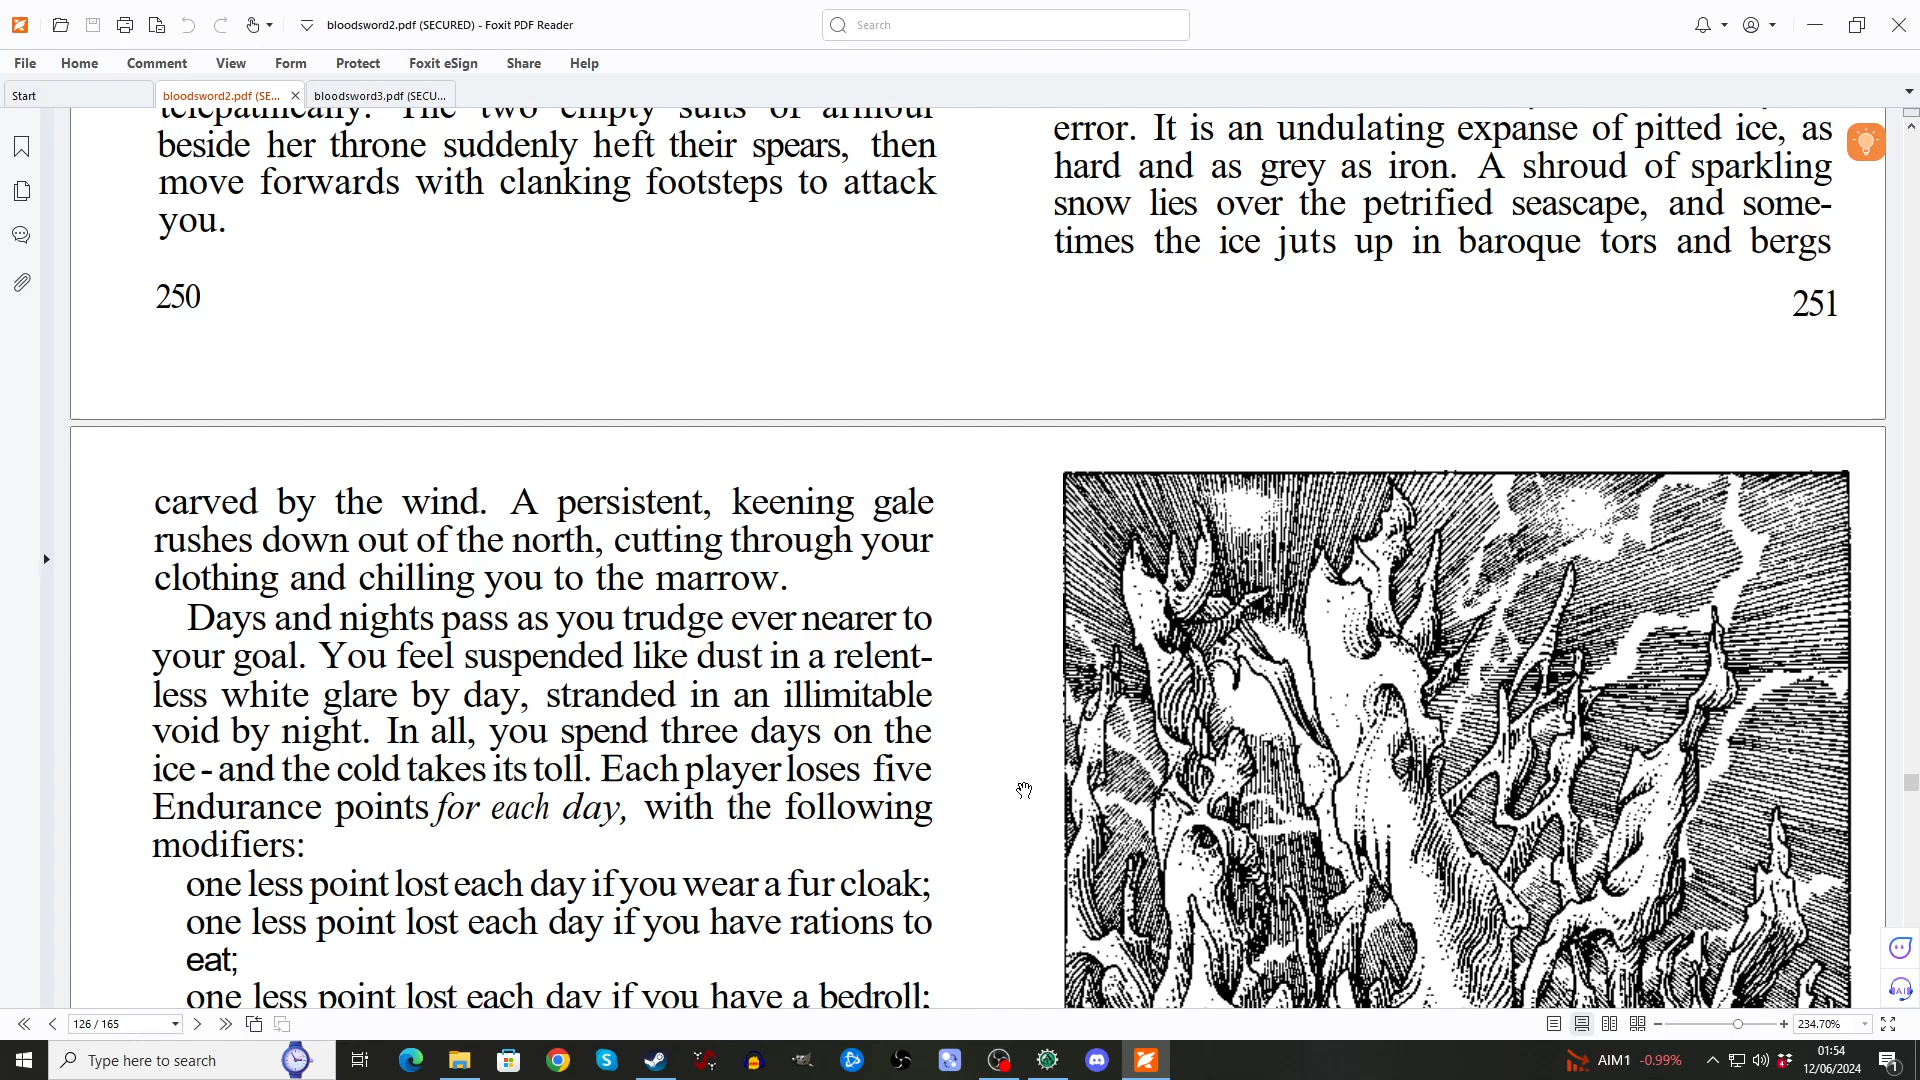 bloodsword2.pdf (SECURED) - Foxit PDF Reader
Search
File Home Comment View Form Protect Foxit eSign Share Help
Start
bloodsword2.pdf (SE...
bloodsword3.pdf (SECU...
telepathically. The two empty suits of armour
beside her throne suddenly heft their spears, then
move forwards with clanking footsteps to attack
you.
250
error. It is an undulating expanse of pitted ice, as
hard and as grey as iron. A shroud of sparkling
snow lies over the petrified seascape, and some-
times the ice juts up in baroque tors and bergs
251
carved by the wind. A persistent, keening gale
rushes down out of the north, cutting through your
clothing and chilling you to the marrow.
Days and nights pass as you trudge ever nearer to
your goal. You feel suspended like dust in a relent-
less white glare by day, stranded in an illimitable
void by night. In all, you spend three days on the
ice - and the cold takes its toll. Each player loses five
Endurance points for each day, with the following
modifiers:
one less point lost each day if you wear a fur cloak;
one less point lost each day if you have rations to
eat;
one less point lost each day if you have a bedroll;
126 / 165
234.70%
Type here to search
AIM1 -0.99%
01:54
12/06/2024
1